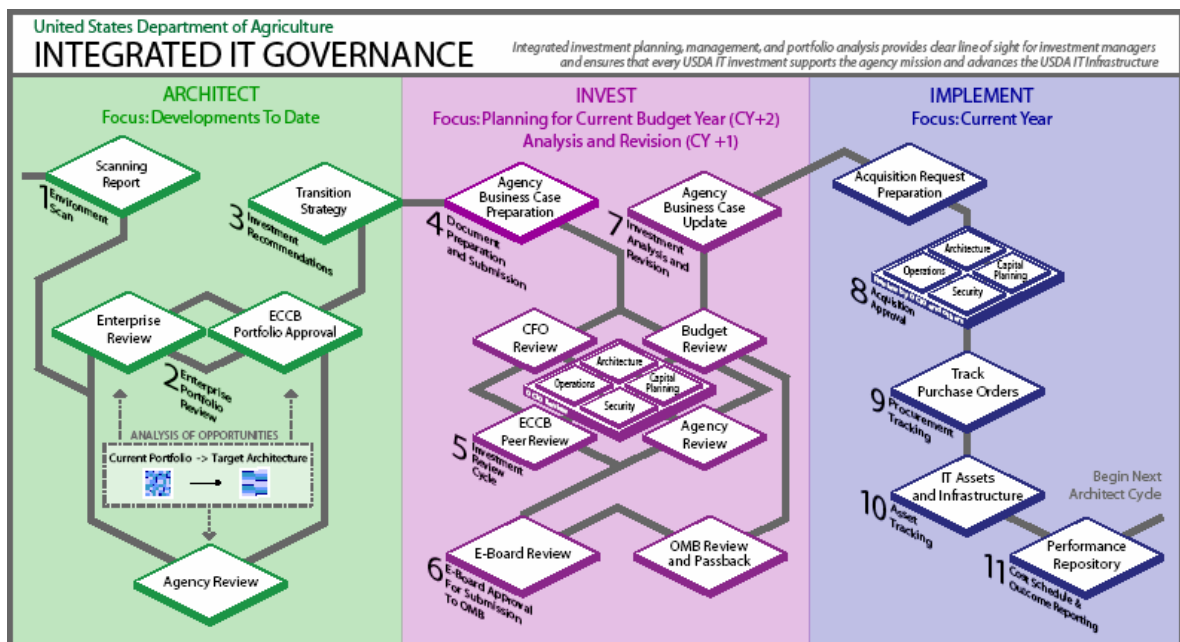 United States Department of Agriculture
INTEGRATED IT GOVERNANCE
Integrated investment planning, management, and portfolio analysis provides clear line of sight for investment managers
and ensures that every USDA IT investment supports the agency mission and advances the USDA IT Infrastructure
ARCHITECT
Focus: Developments To Date
Scanning
Report
1
Environment
Scan
Transition
Strategy
3
Investment
Recommendations
Enterprise
Review
ECCB
Portfolio Approval
2
Enterprise
Portfolio
Review
ANALYSIS OF OPPORTUNITIES
Current Portfolio -> Target Architecture
Agency Review
INVEST
Focus: Planning for Current Budget Year (CY+2)
Analysis and Revision (CY +1)
Agency
Business Case
Preparation
4
Document
Preparation
and Submission
Agency
Business Case
Update
7
Investment
Analysis and
Revision
CFO
Review
Budget
Review
Architecture
Operations
Capital
Planning
Security
ECCB
Peer Review
Agency
Review
5
Investment
Review
Cycle
E-Board Review
OMB Review
and Passback
6
E-Board Approval
For Submission
To OMB
IMPLEMENT
Focus: Current Year
Acquisition Request
Preparation
Architecture
Operations
Capital
Planning
Security
8
Acquisition
Approval
Track
Purchase Orders
9
Procurement
Tracking
IT Assets
and Infrastructure
10
Asset
Tracking
Begin Next
Architect Cycle
Performance
Repository
11
Cost Schedule &
Outcome Reporting